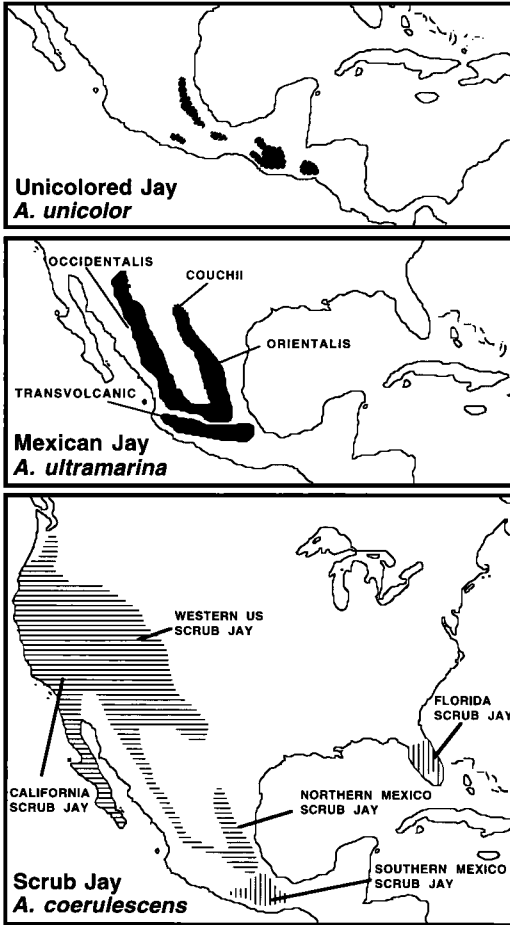 Unicolored Jay
A. unicolor
OCCIDENTALIS
COUCHII
ORIENTALIS
TRANSVOLCANIC
Mexican Jay
A. ultramarina
WESTERN US
SCRUB JAY
FLORIDA
SCRUB JAY
CALIFORNIA
SCRUB JAY
NORTHERN MEXICO
SCRUB JAY
SOUTHERN MEXICO
SCRUB JAY
Scrub Jay
A. coerulescens